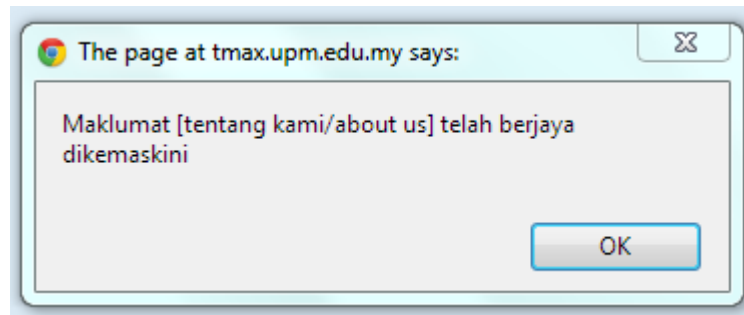 The page at tmax.upm.edu.my says:
Maklumat [tentang kami/about us] telah berjaya
dikemaskini
OK